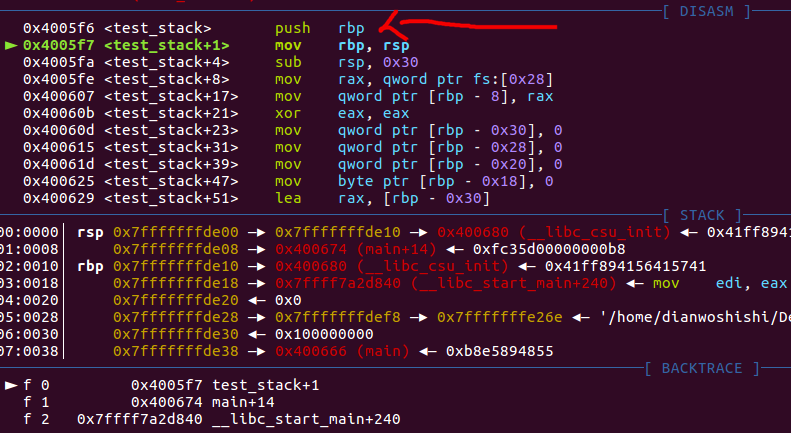 [ DISASM ]
0x4005f6 <test_stack> push rbp
► 0x4005f7 <test_stack+1> mov rbp, rsp
0x4005fa <test_stack+4> sub rsp, 0x30
0x4005fe <test_stack+8> mov rax, qword ptr fs:[0x28]
0x400607 <test_stack+17> mov qword ptr [rbp - 8], rax
0x40060b <test_stack+21> xor eax, eax
0x40060d <test_stack+23> mov qword ptr [rbp - 0x30], 0
0x400615 <test_stack+31> mov qword ptr [rbp - 0x28], 0
0x40061d <test_stack+39> mov qword ptr [rbp - 0x20], 0
0x400625 <test_stack+47> mov byte ptr [rbp - 0x18], 0
0x400629 <test_stack+51> lea rax, [rbp - 0x30]
[ STACK ]
00:0000│ rsp 0x7fffffffde00 —► 0x7fffffffde10 —► 0x400680 (__libc_csu_init) ◄— 0x41ff8941
01:0008│ 0x7fffffffde08 —► 0x400674 (main+14) ◄— 0xfc35d00000000b8
02:0010│ rbp 0x7fffffffde10 —► 0x400680 (__libc_csu_init) ◄— 0x41ff894156415741
03:0018│ 0x7fffffffde18 —► 0x7ffff7a2d840 (__libc_start_main+240) ◄— mov edi, eax
04:0020│ 0x7fffffffde20 ◄— 0x0
05:0028│ 0x7fffffffde28 —► 0x7fffffffdef8 —► 0x7fffffffe26e ◄— '/home/dianwoshishi/De
06:0030│ 0x7fffffffde30 ◄— 0x100000000
07:0038│ 0x7fffffffde38 —► 0x400666 (main) ◄— 0xb8e5894855
[ BACKTRACE ]
► f 0 0x4005f7 test_stack+1
f 1 0x400674 main+14
f 2 0x7ffff7a2d840 __libc_start_main+240